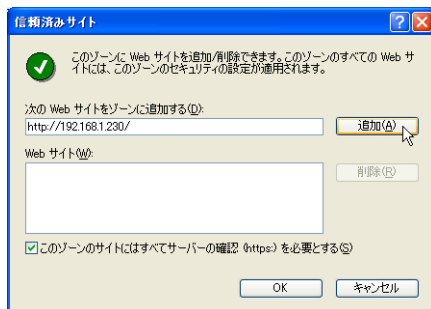 信頼済みサイト
このゾーンに Web サイトを追加/削除できます。このゾーンのすべての Web サ
イトには、このゾーンのセキュリティの設定が適用されます。
次の Web サイトをゾーンに追加する(D):
http://192.168.1.230/
追加(A)
Web サイト(W):
削除(R)
このゾーンのサイトにはすべてサーバーの確認 (https:) を必要とする(S)
OK
キャンセル